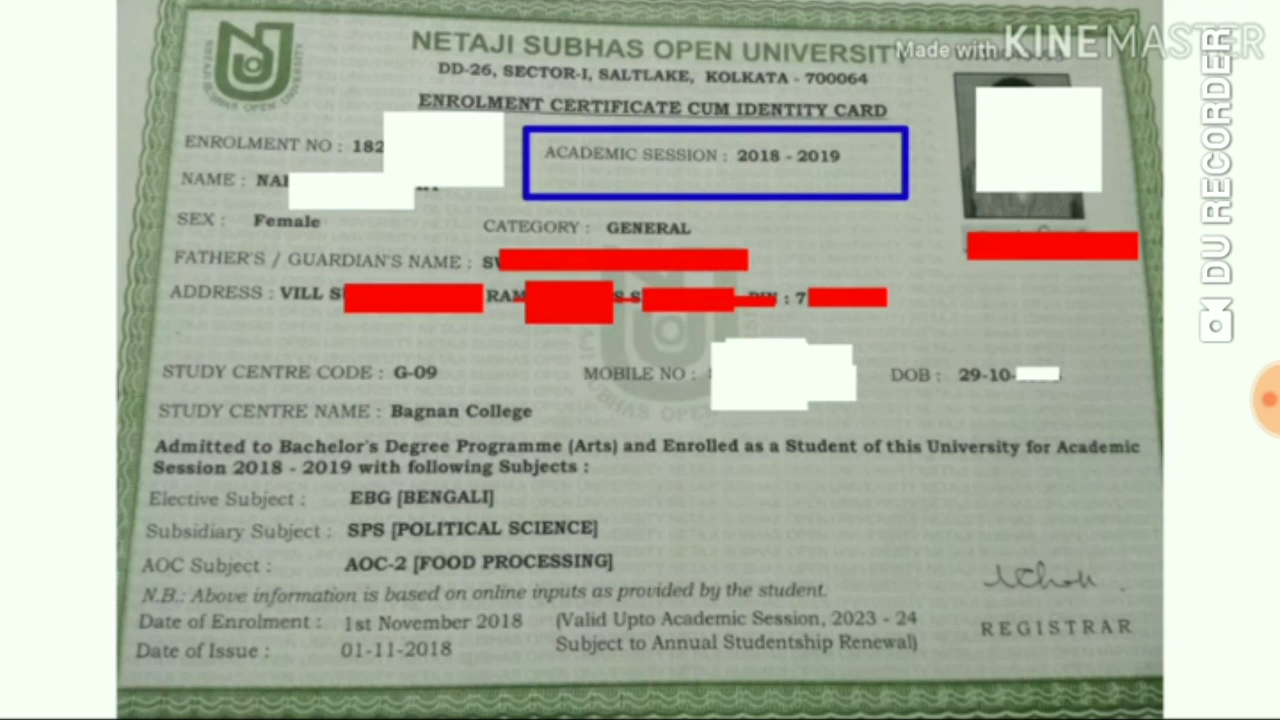 Made with KINEMASTER
DU RECORDER
NETAJI SUBHAS OPEN UNIVERSITY
DD-26, SECTOR-I, SALTLAKE, KOLKATA - 700064
ENROLMENT CERTIFICATE CUM IDENTITY CARD
ENROLMENT NO : 182
ACADEMIC SESSION : 2018 - 2019
NAME : NA
SEX : Female
CATEGORY : GENERAL
FATHER'S / GUARDIAN'S NAME : S
ADDRESS : VILL S RAM : 7
STUDY CENTRE CODE : G-09
MOBILE NO :
DOB : 29-10-
STUDY CENTRE NAME : Bagnan College
Admitted to Bachelor's Degree Programme (Arts) and Enrolled as a Student of this University for Academic
Session 2018 - 2019 with following Subjects :
Elective Subject : EBG [BENGALI]
Subsidiary Subject : SPS [POLITICAL SCIENCE]
AOC Subject : AOC-2 [FOOD PROCESSING]
N.B.: Above information is based on online inputs as provided by the student.
Date of Enrolment : 1st November 2018 (Valid Upto Academic Session, 2023 - 24
Date of Issue : 01-11-2018 Subject to Annual Studentship Renewal)
REGISTRAR